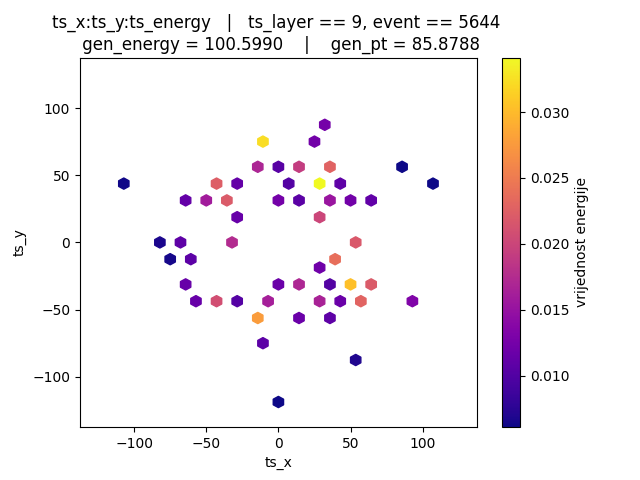 ts_x:ts_y:ts_energy | ts_layer == 9, event == 5644
gen_energy = 100.5990 | gen_pt = 85.8788
100
50
0
−50
−100
ts_y
−100 −50 0 50 100
ts_x
0.030
0.025
0.020
0.015
0.010
vrijednost energije